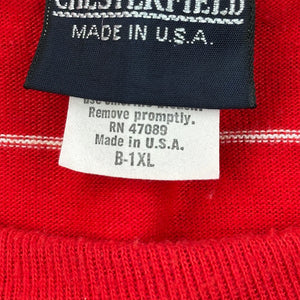 CHESTERFIELD
MADE IN U.S.A.
Remove promptly.
RN 47089
Made in U.S.A.
B-1XL